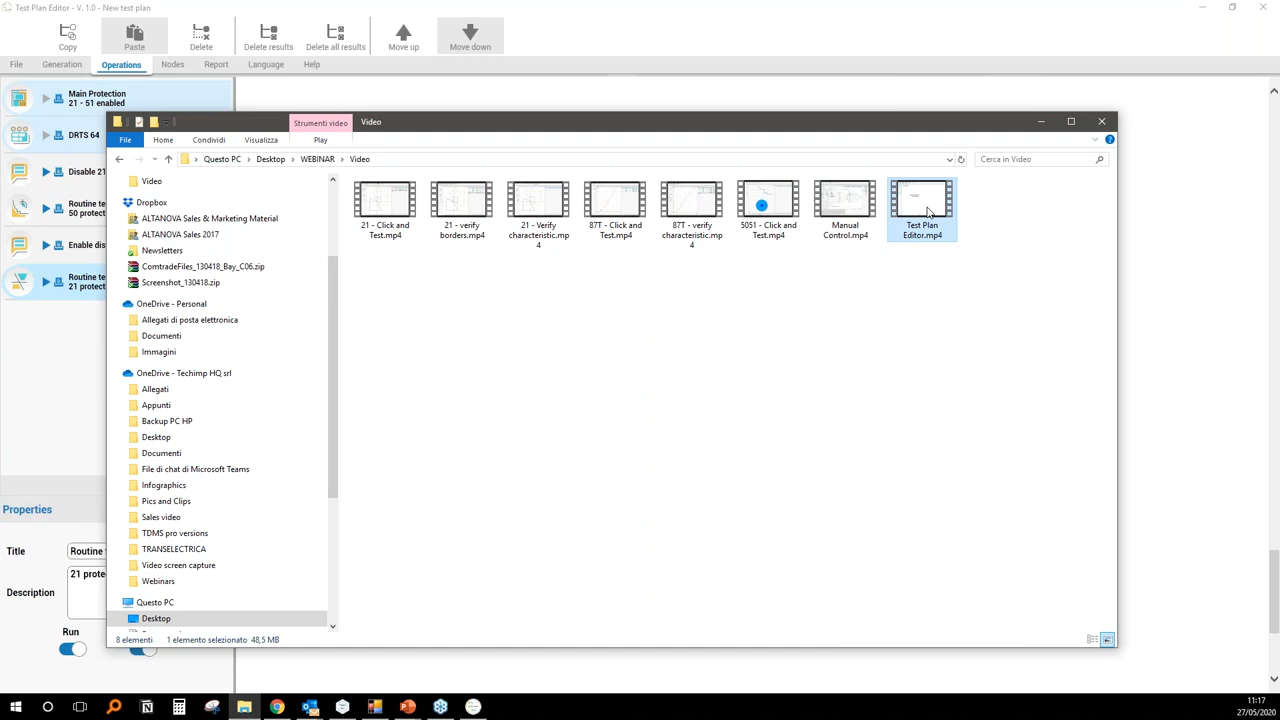 Test Plan Editor - V. 1.0 - New test plan
Copy
Paste
Delete
Delete results
Delete all results
Move up
Move down
File
Generation
Operations
Nodes
Report
Language
Help
Main Protection
21 - 51 enabled
DRTS 64
Disable 21
Routine te
50 protec
Enable dis
Routine te
21 protec
Properties
Title
Routine
Description
21 prote
Run
Strumenti video
Video
File
Home
Condividi
Visualizza
Play
Questo PC
Desktop
WEBINAR
Video
Cerca in Video
Video
Dropbox
ALTANOVA Sales & Marketing Material
ALTANOVA Sales 2017
Newsletters
ComtradeFiles_130418_Bay_C06.zip
Screenshot_130418.zip
OneDrive - Personal
Allegati di posta elettronica
Documenti
Immagini
OneDrive - Techimp HQ srl
Allegati
Appunti
Backup PC HP
Desktop
Documenti
File di chat di Microsoft Teams
Infographics
Pics and Clips
Sales video
TDMS pro versions
TRANSELECTRICA
Video screen capture
Webinars
Questo PC
Desktop
21 - Click and
Test.mp4
21 - verify
borders.mp4
21 - Verify
characteristic.mp
4
87T - Click and
Test.mp4
87T - verify
characteristic.mp
4
5051 - Click and
Test.mp4
Manual
Control.mp4
Test Plan
Editor.mp4
8 elementi
1 elemento selezionato 48,5 MB
11:17
27/05/2020